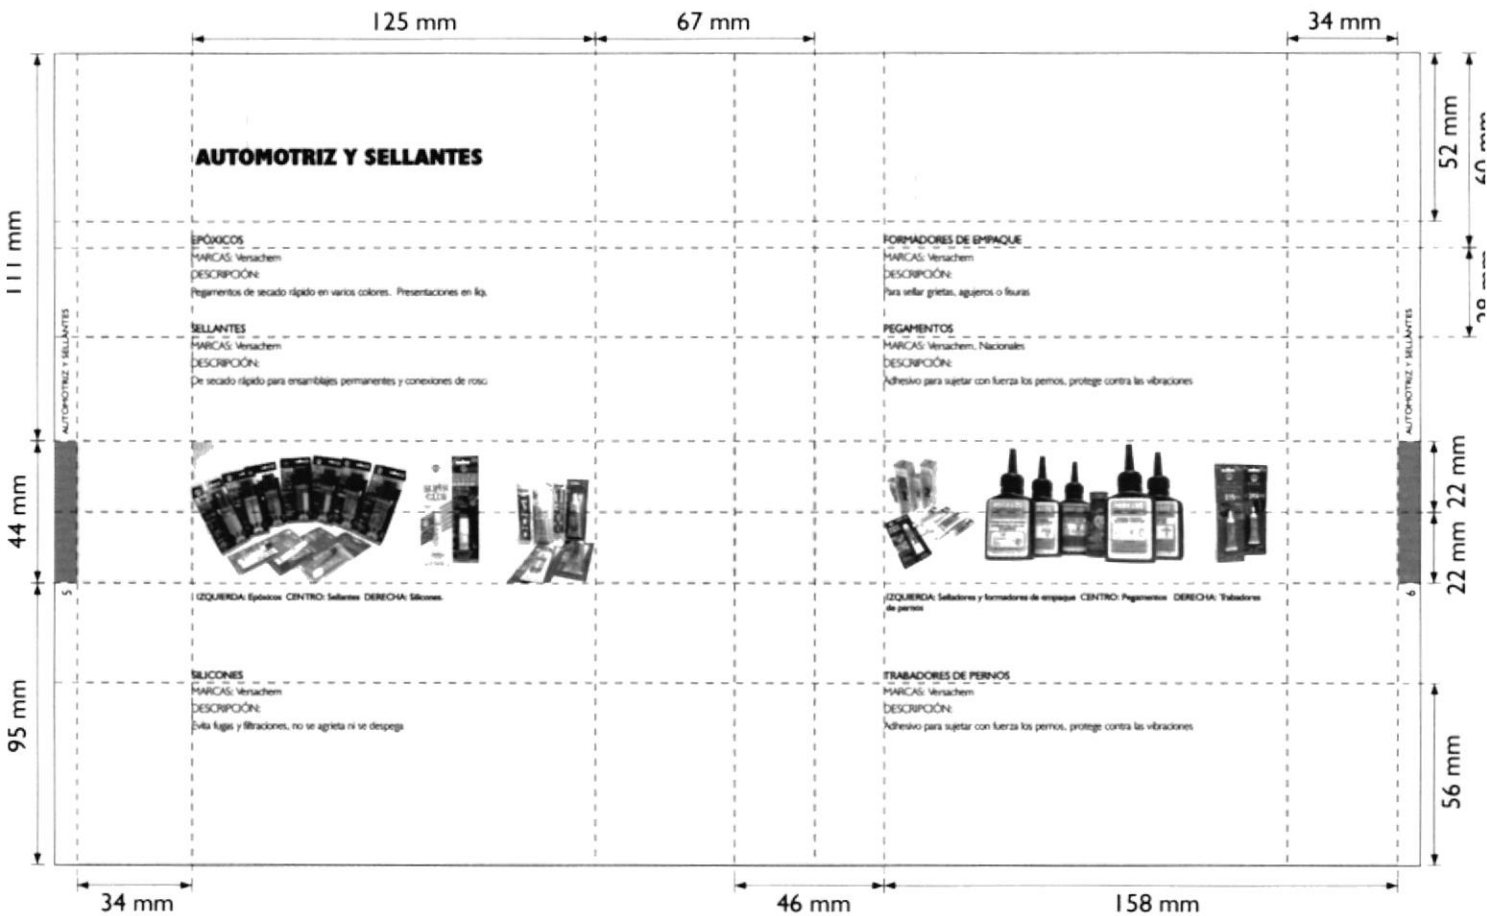 125 mm
67 mm
34 mm
AUTOMOTRIZ Y SELLANTES
EPÓXICOS
MARCAS: Versachem
DESCRIPCIÓN:
Pegamentos de secado rápido en varios colores. Presentaciones en líq.
SELLANTES
MARCAS: Versachem
DESCRIPCIÓN:
De secado rápido para ensamblajes permanentes y conexiones de rosc
IZQUIERDA: Epóxicos CENTRO: Sellantes DERECHA: Silicones.
SILICONES
MARCAS: Versachem
DESCRIPCIÓN:
Evita fugas y filtraciones, no se agrieta ni se despega
FORMADORES DE EMPAQUE
MARCAS: Versachem
DESCRIPCIÓN:
Para sellar grietas, agujeros o fisuras
PEGAMENTOS
MARCAS: Versachem, Nacionales
DESCRIPCIÓN:
Adhesivo para sujetar con fuerza los pernos, protege contra las vibraciones
IZQUIERDA: Selladores y formadores de empaque CENTRO: Pegamentos DERECHA: Trabadores
de pernos
TRABADORES DE PERNOS
MARCAS: Versachem
DESCRIPCIÓN:
Adhesivo para sujetar con fuerza los pernos, protege contra las vibraciones
111 mm
44 mm
95 mm
AUTOMOTRIZ Y SELLANTES
5
AUTOMOTRIZ Y SELLANTES
6
52 mm
60 mm
22 mm
22 mm
56 mm
34 mm
46 mm
158 mm